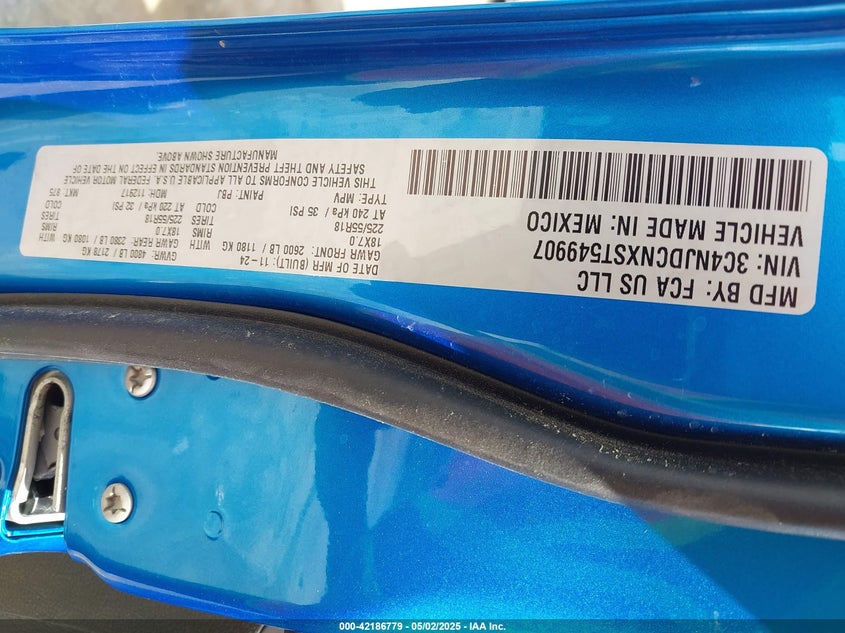 MFD BY: FCA US LLC
VIN: 3C4NJDCNXST549907
VEHICLE MADE IN: MEXICO
DATE OF MFR (BUILT): 11-24
GVWR: 4800 LB / 2178 KG
GAWR FRONT: 2600 LB / 1180 KG
GAWR REAR: 2380 LB / 1080 KG
WITH
18X7.0
RIMS
18X7.0
RIMS
225/55R18
TIRES
225/55R18
TIRES
AT 240 kPa / 35 PSI
COLD
AT 220 kPa / 32 PSI
COLD
TYPE: MPV
PAINT: PBJ
MDH: 112917
MKT 975
THIS VEHICLE CONFORMS TO ALL APPLICABLE U.S.A. FEDERAL MOTOR VEHICLE
SAFETY AND THEFT PREVENTION STANDARDS IN EFFECT ON THE DATE OF
MANUFACTURE SHOWN ABOVE.
000-42186779 - 05/02/2025 - IAA Inc.